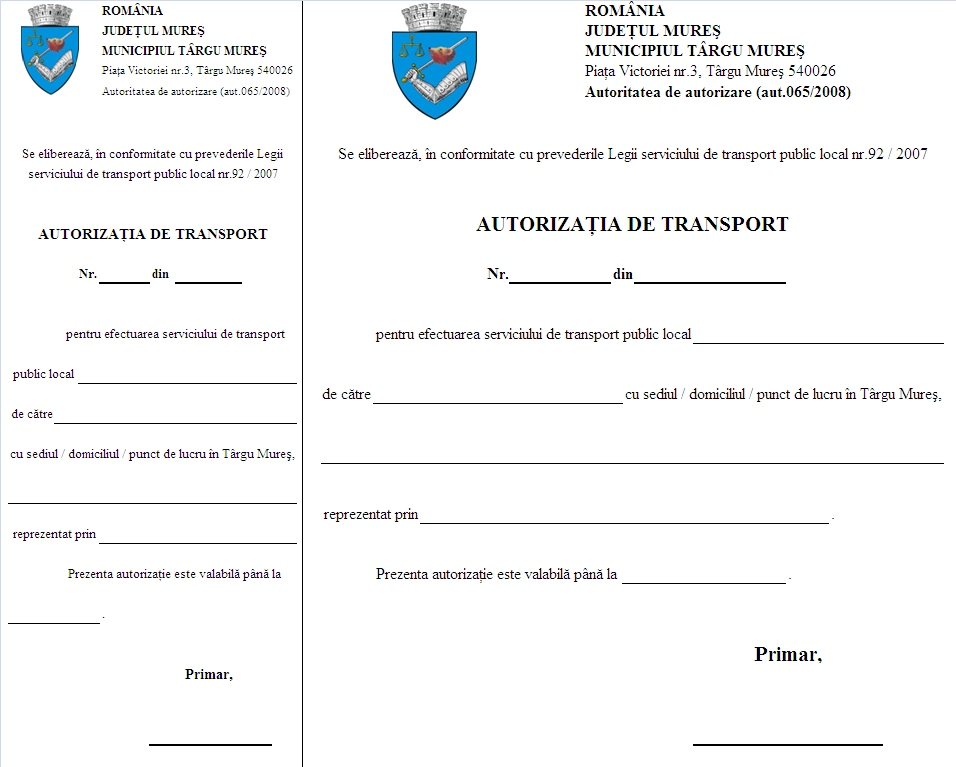 ROMÂNIA
JUDEȚUL MUREȘ
MUNICIPIUL TÂRGU MUREȘ
Piața Victoriei nr.3, Târgu Mureș 540026
Autoritatea de autorizare (aut.065/2008)
Se eliberează, în conformitate cu prevederile Legii
serviciului de transport public local nr.92 / 2007
AUTORIZAȚIA DE TRANSPORT
Nr. din
pentru efectuarea serviciului de transport
public local
de către
cu sediul / domiciliul / punct de lucru în Târgu Mureș,
reprezentat prin
Prezenta autorizație este valabilă până la
.
Primar,
ROMÂNIA
JUDEȚUL MUREȘ
MUNICIPIUL TÂRGU MUREȘ
Piața Victoriei nr.3, Târgu Mureș 540026
Autoritatea de autorizare (aut.065/2008)
Se eliberează, în conformitate cu prevederile Legii serviciului de transport public local nr.92 / 2007
AUTORIZAȚIA DE TRANSPORT
Nr. din
pentru efectuarea serviciului de transport public local
de către cu sediul / domiciliul / punct de lucru în Târgu Mureș,
reprezentat prin .
Prezenta autorizație este valabilă până la .
Primar,